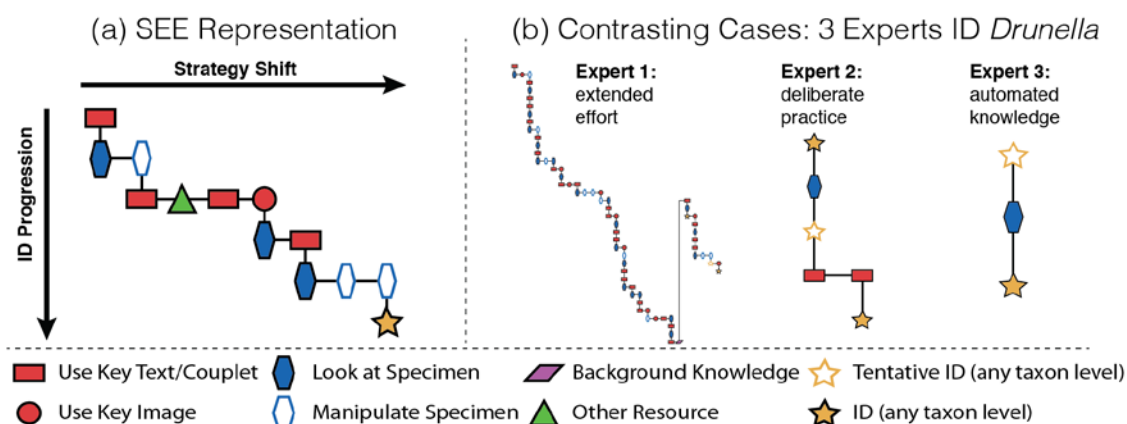 (a) SEE Representation
(b) Contrasting Cases: 3 Experts ID Drunella
Strategy Shift
ID Progression
Expert 1:
extended
effort
Expert 2:
deliberate
practice
Expert 3:
automated
knowledge
Use Key Text/Couplet
Look at Specimen
Background Knowledge
Tentative ID (any taxon level)
Use Key Image
Manipulate Specimen
Other Resource
ID (any taxon level)